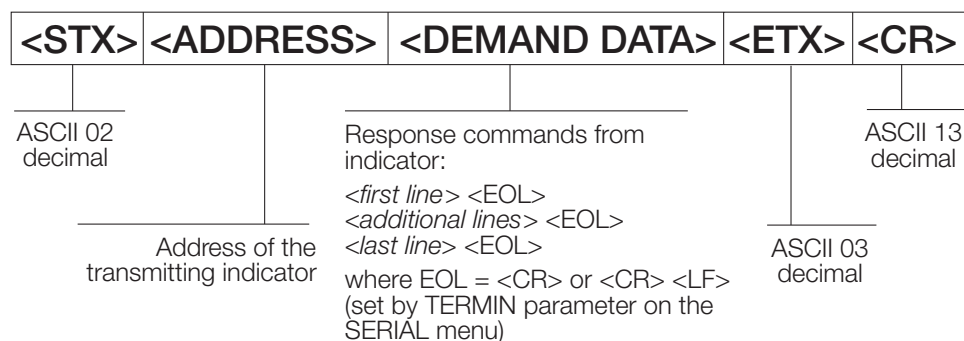 <STX> <ADDRESS> <DEMAND DATA> <ETX> <CR>
ASCII 02
decimal
Address of the
transmitting indicator
Response commands from
indicator:
<first line> <EOL>
<additional lines> <EOL>
<last line> <EOL>
where EOL = <CR> or <CR> <LF>
(set by TERMIN parameter on the
SERIAL menu)
ASCII 03
decimal
ASCII 13
decimal